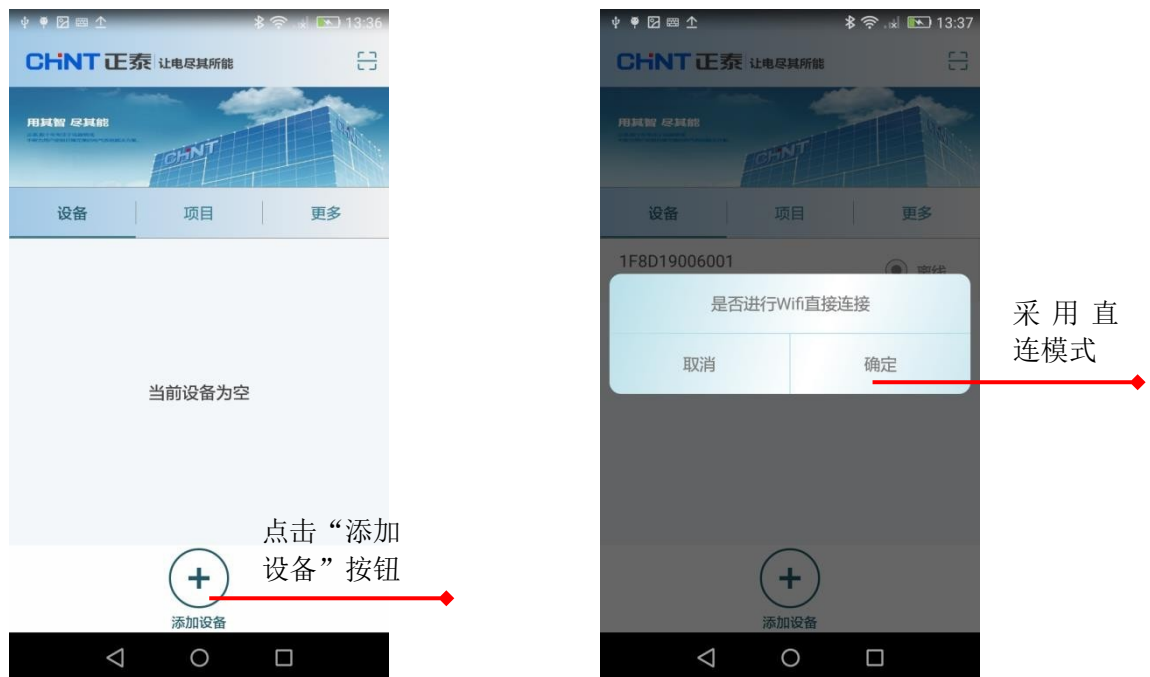 13:36
CHiNT 正泰 让电尽其所能
用其智 尽其能
CHNT
设备 项目 更多
当前设备为空
点击“添加
设备”按钮
添加设备
13:37
CHiNT 正泰 让电尽其所能
用其智 尽其能
CHNT
设备 项目 更多
1F8D19006001
离线
是否进行Wifi直接连接
取消 确定
采用直
连模式
添加设备